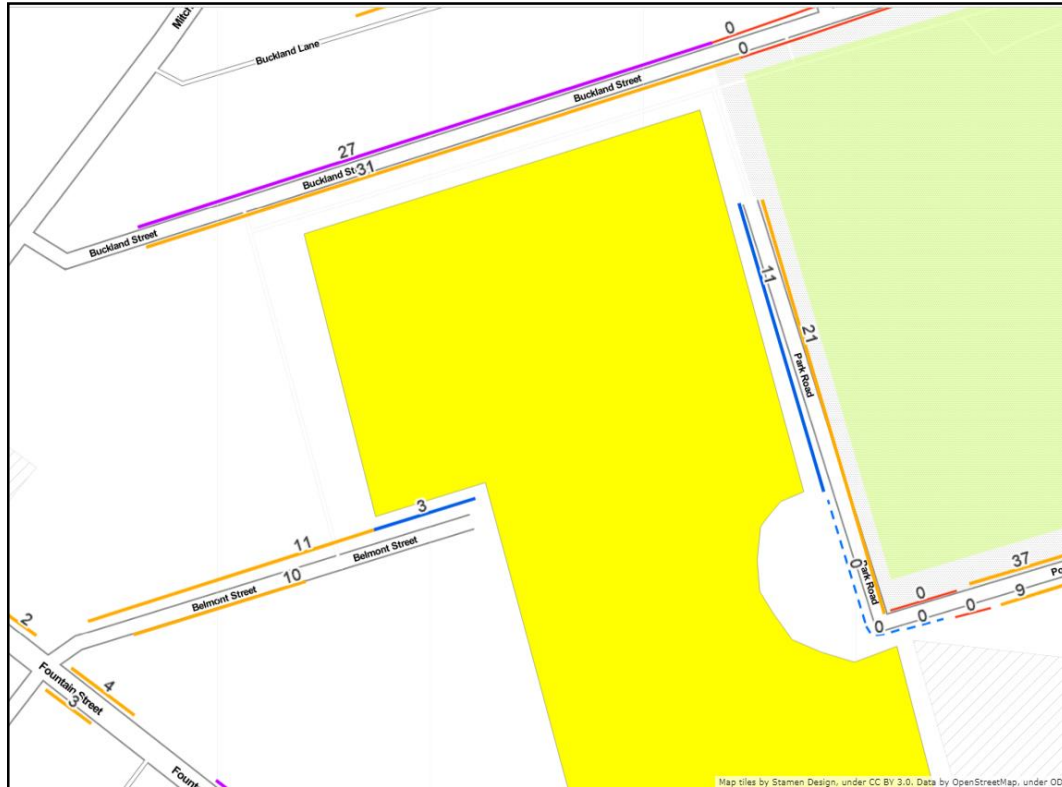 Mitc
Buckland Lane
0
0
Buckland Street
27
Buckland St
31
Buckland Street
11
21
Park Road
3
11
Belmont Street
10
Belmont Street
0
Park Road
37
0
Po
9
0
0
0
2
4
Fountain Street
3
Fount
Map tiles by Stamen Design, under CC BY 3.0. Data by OpenStreetMap, under OD